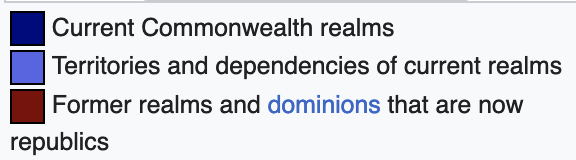 Current Commonwealth realms
Territories and dependencies of current realms
Former realms and dominions that are now
republics